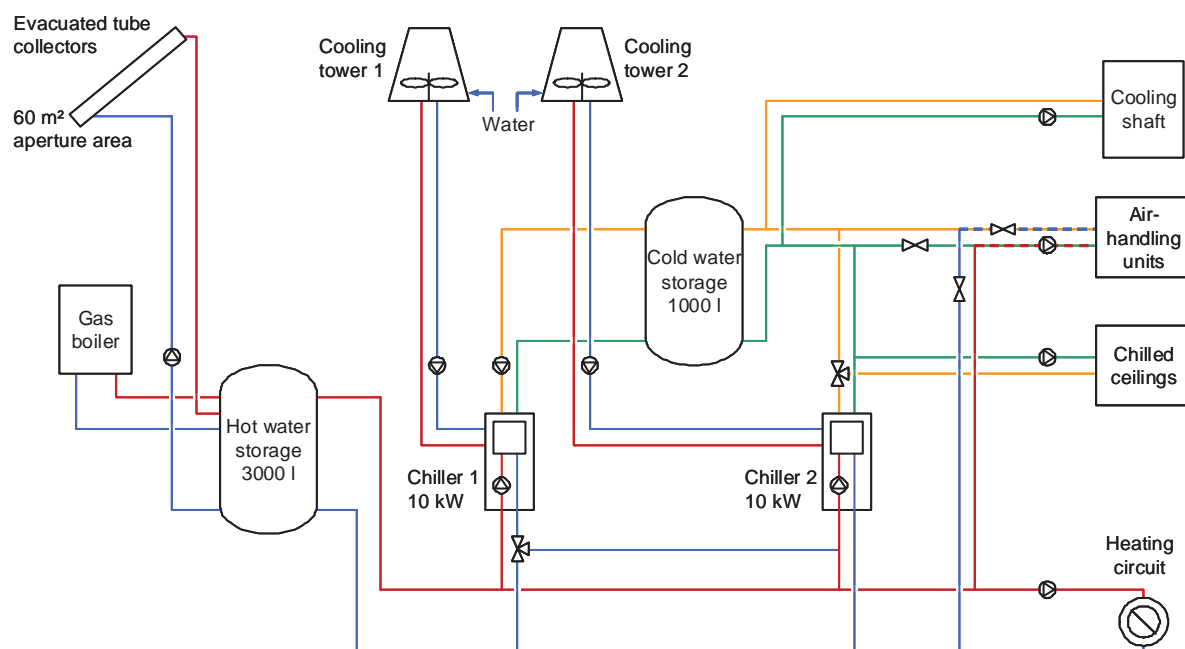 Evacuated tube
collectors
60 m²
aperture area
Cooling
tower 1
Cooling
tower 2
Water
Cooling
shaft
Air-
handling
units
Cold water
storage
1000 l
Gas
boiler
Chilled
ceilings
Hot water
storage
3000 l
Chiller 1
10 kW
Chiller 2
10 kW
Heating
circuit